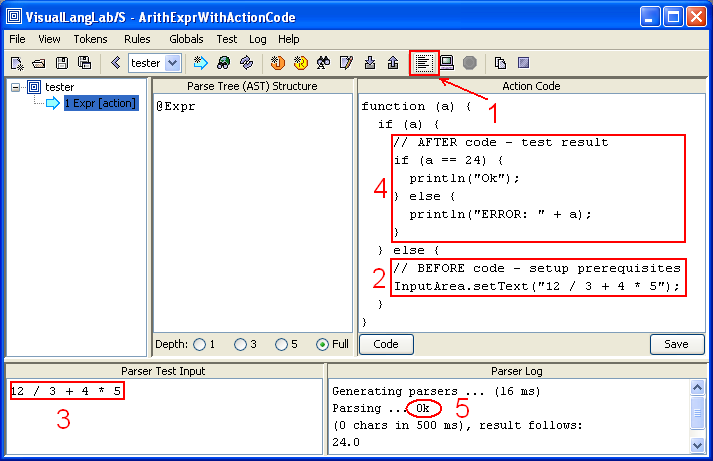 VisualLangLab/S - ArithExprWithActionCode
File View Tokens Rules Globals Test Log Help
tester
1
tester
1 Expr [action]
Parse Tree (AST) Structure
@Expr
Depth: 1 3 5 Full
Action Code
function (a) {
if (a) {
// AFTER code - test result
if (a == 24) {
println("Ok");
} else {
println("ERROR: " + a);
}
4
} else {
// BEFORE code - setup prerequisites
InputArea.setText("12 / 3 + 4 * 5");
2
}
}
Code Save
Parser Test Input
12 / 3 + 4 * 5
3
Parser Log
Generating parsers ... (16 ms)
Parsing ... Ok 5
(0 chars in 500 ms), result follows:
24.0